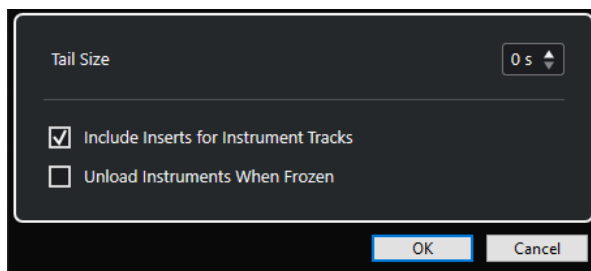 Tail Size
0 s
Include Inserts for Instrument Tracks
Unload Instruments When Frozen
OK
Cancel